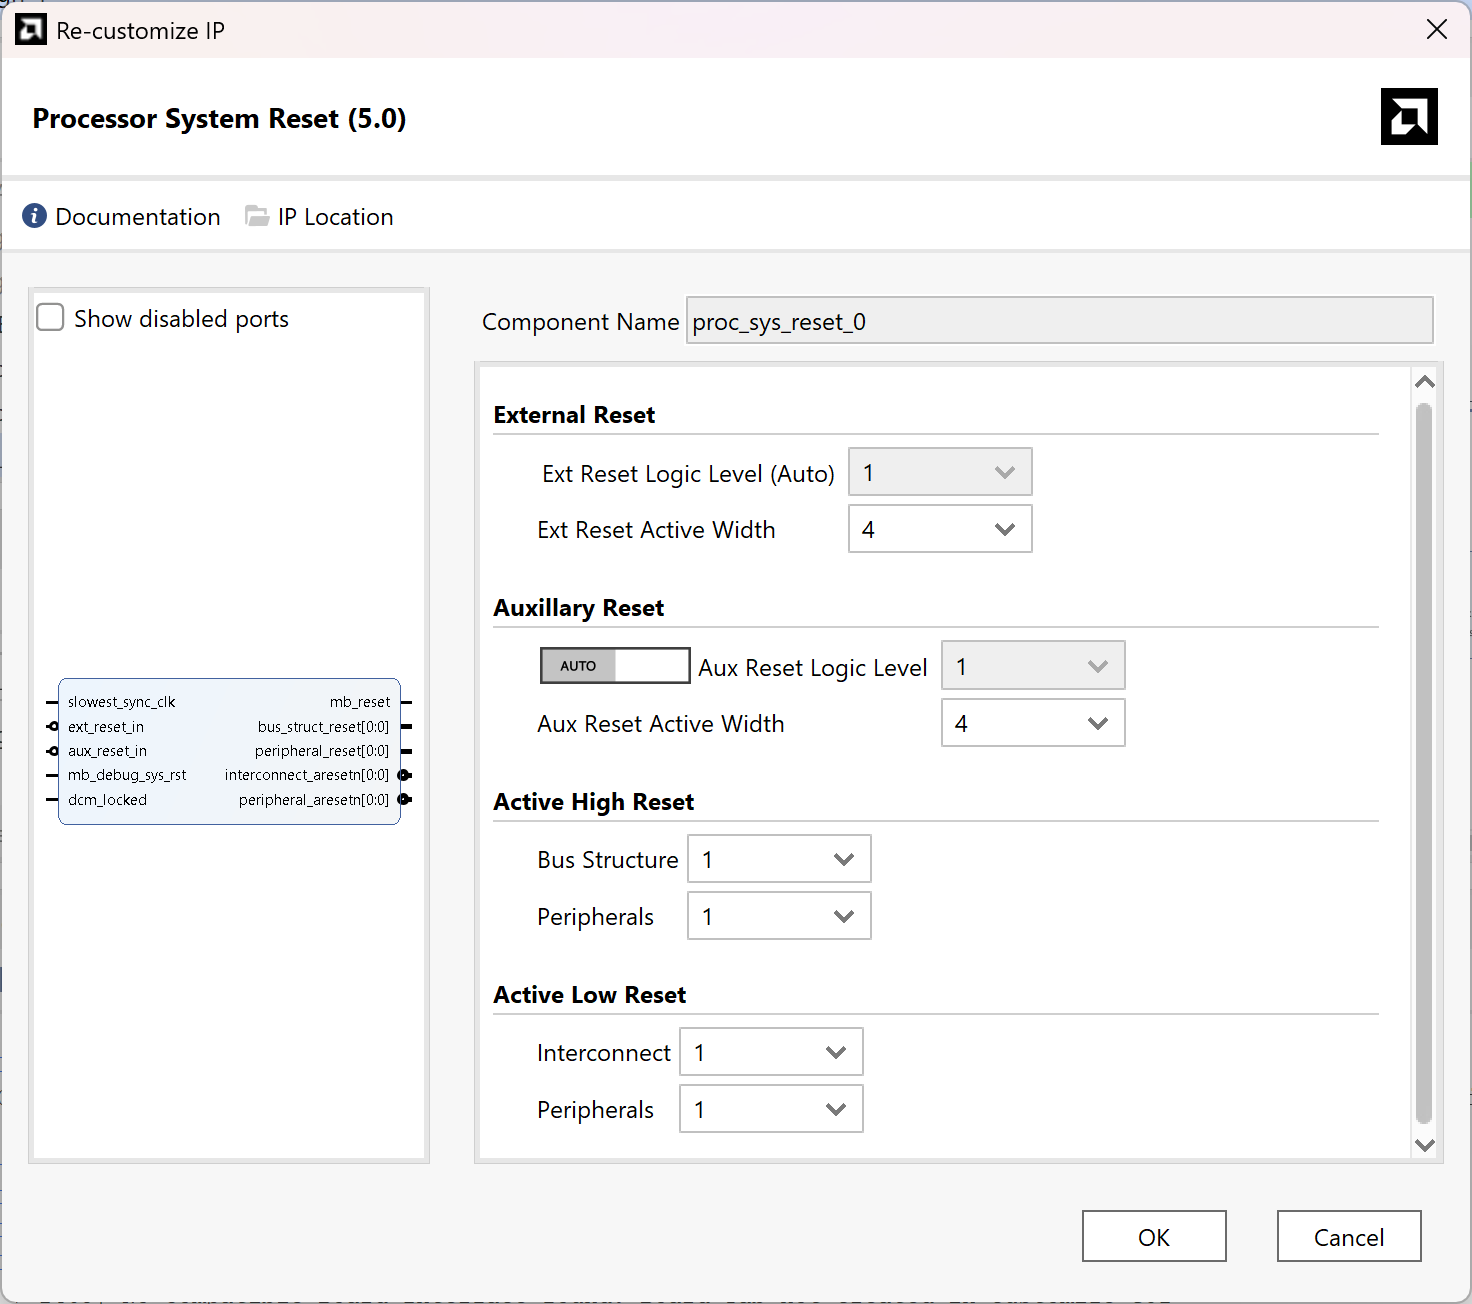 Re-customize IP
Processor System Reset (5.0)
Documentation IP Location
Show disabled ports
slowest_sync_clk
ext_reset_in
aux_reset_in
mb_debug_sys_rst
dcm_locked
mb_reset
bus_struct_reset[0:0]
peripheral_reset[0:0]
interconnect_aresetn[0:0]
peripheral_aresetn[0:0]
Component Name proc_sys_reset_0
External Reset
Ext Reset Logic Level (Auto) 1
Ext Reset Active Width 4
Auxillary Reset
AUTO Aux Reset Logic Level 1
Aux Reset Active Width 4
Active High Reset
Bus Structure 1
Peripherals 1
Active Low Reset
Interconnect 1
Peripherals 1
OK Cancel